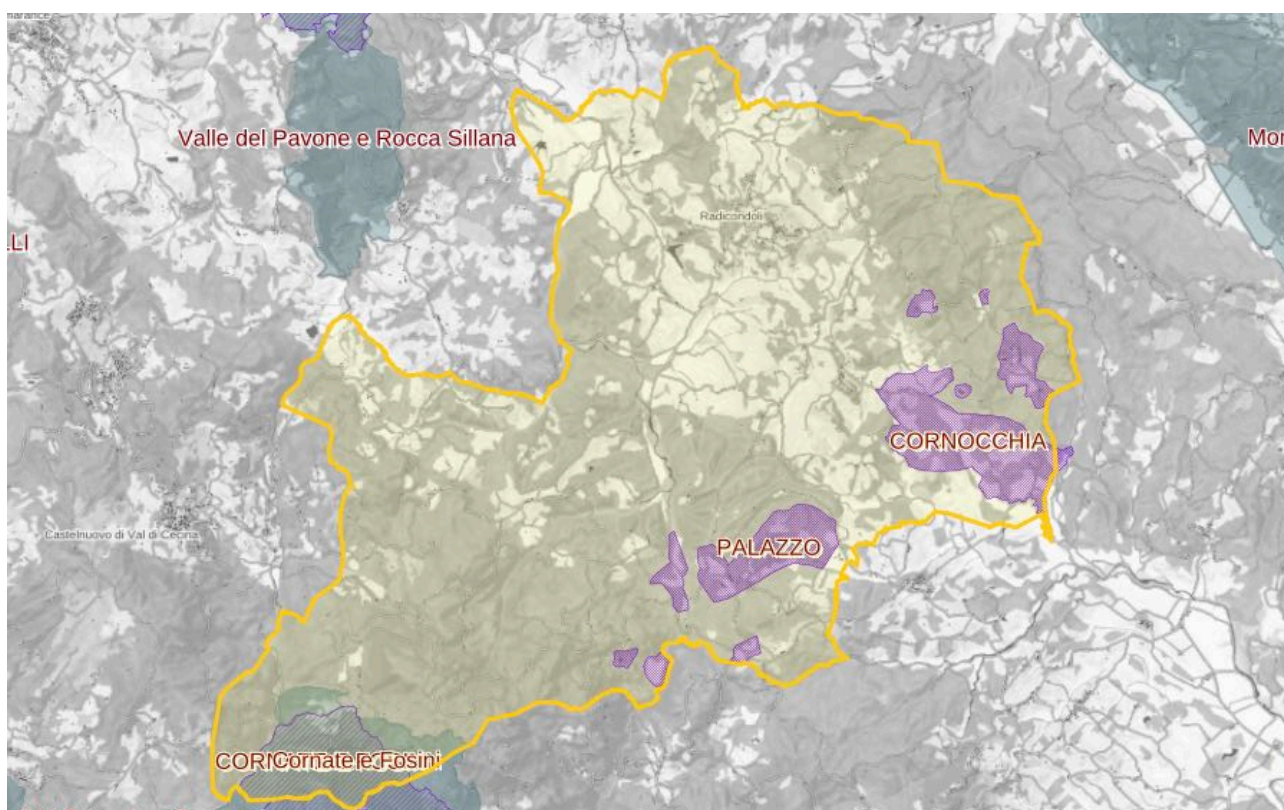 Valle del Pavone e Rocca Sillana
Radicondoli
CORNOCCHIA
Castelnuovo di Val di Cecina
PALAZZO
Cornate e Fosini